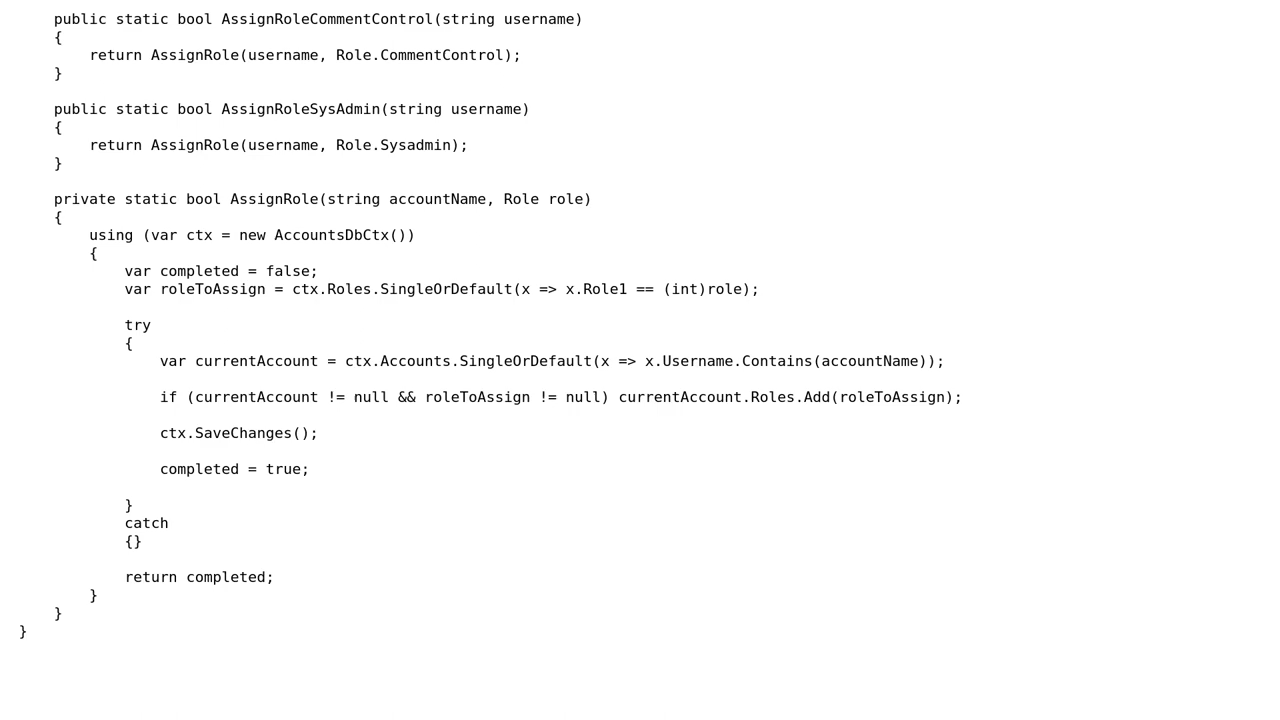 public static bool AssignRoleCommentControl(string username)
    {
        return AssignRole(username, Role.CommentControl);
    }

    public static bool AssignRoleSysAdmin(string username)
    {
        return AssignRole(username, Role.Sysadmin);
    }

    private static bool AssignRole(string accountName, Role role)
    {
        using (var ctx = new AccountsDbCtx())
        {
            var completed = false;
            var roleToAssign = ctx.Roles.SingleOrDefault(x => x.Role1 == (int)role);

            try
            {
                var currentAccount = ctx.Accounts.SingleOrDefault(x => x.Username.Contains(accountName));

                if (currentAccount != null && roleToAssign != null) currentAccount.Roles.Add(roleToAssign);

                ctx.SaveChanges();

                completed = true;

            }
            catch
            {}

            return completed;
        }
    }
}